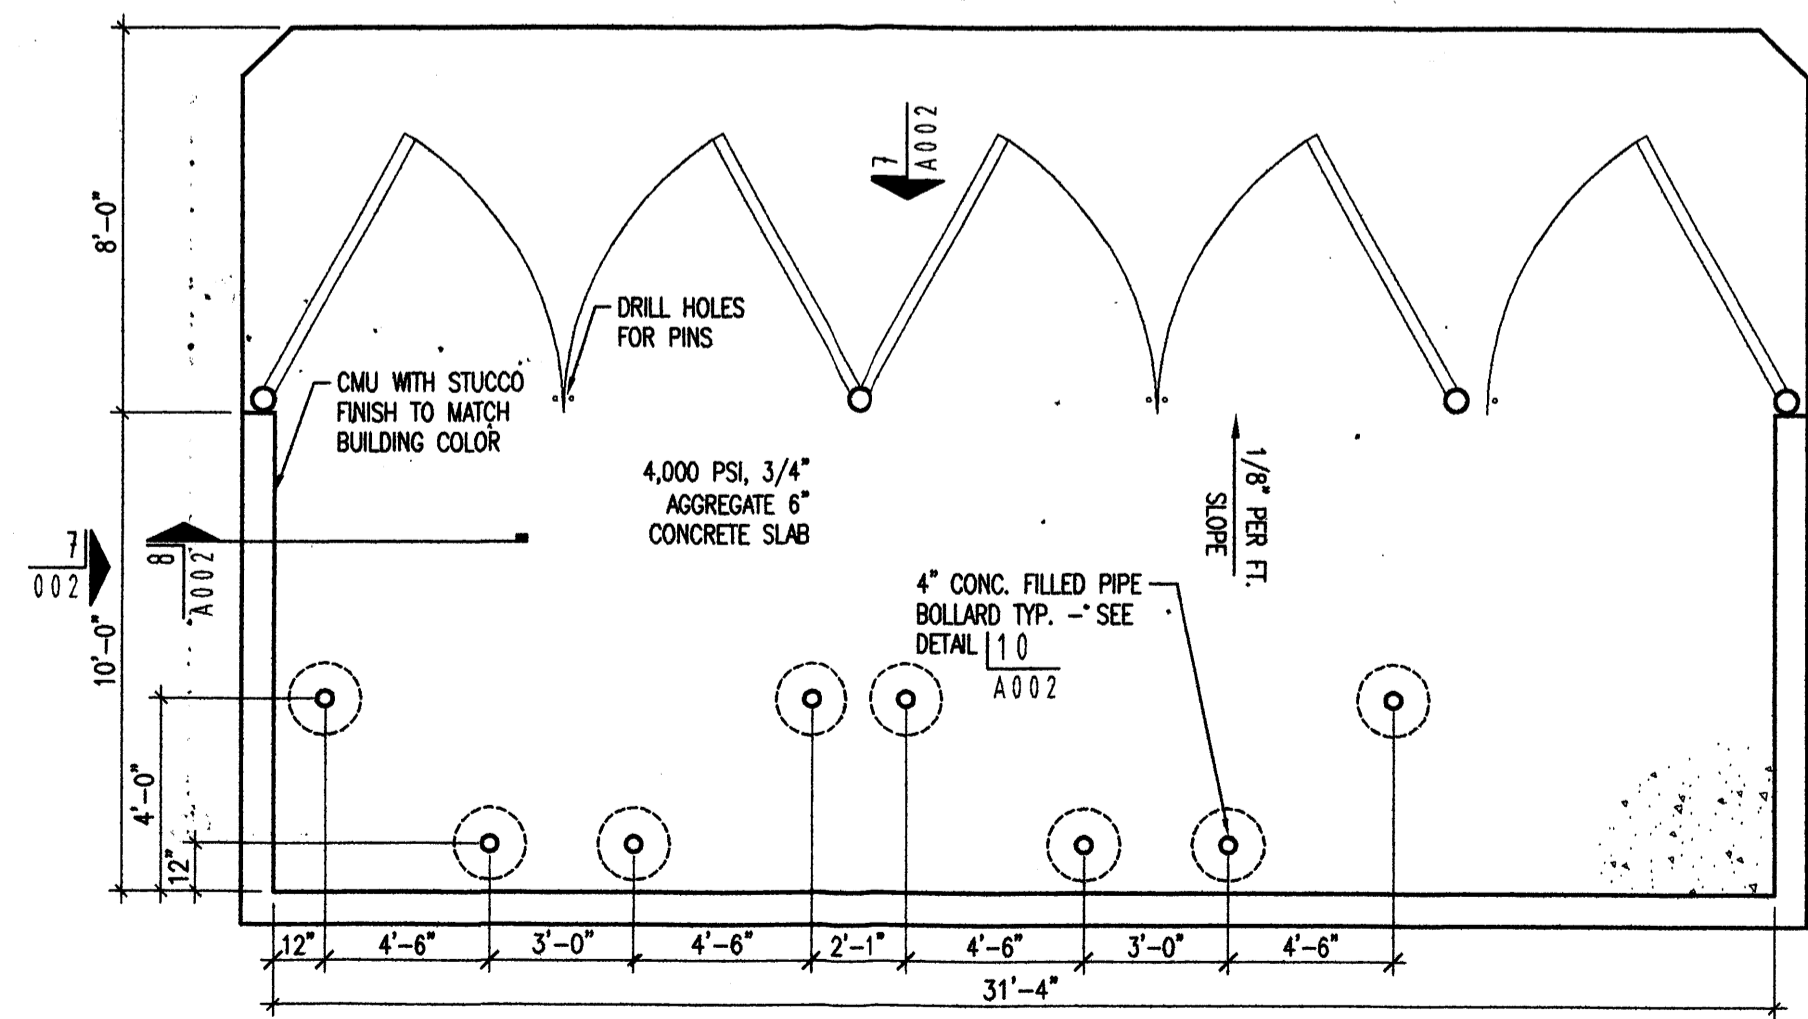 7
A002
8'-0"
DRILL HOLES
FOR PINS
CMU WITH STUCCO
FINISH TO MATCH
BUILDING COLOR
4,000 PSI, 3/4"
AGGREGATE 6"
CONCRETE SLAB
1/8" PER FT.
SLOPE
7
002
8
A002
10'-0"
4" CONC. FILLED PIPE
BOLLARD TYP. - SEE
DETAIL 10
A002
4'-0"
12"
12" 4'-6" 3'-0" 4'-6" 2'-1" 4'-6" 3'-0" 4'-6"
31'-4"